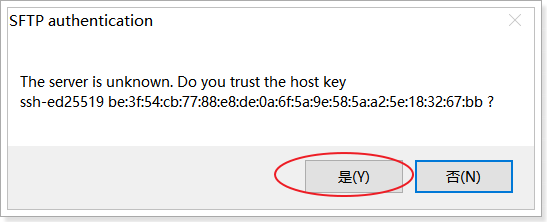 SFTP authentication
The server is unknown. Do you trust the host key
ssh-ed25519 be:3f:54:cb:77:88:e8:de:0a:6f:5a:9e:58:5a:a2:5e:18:32:67:bb ?
是(Y)
否(N)